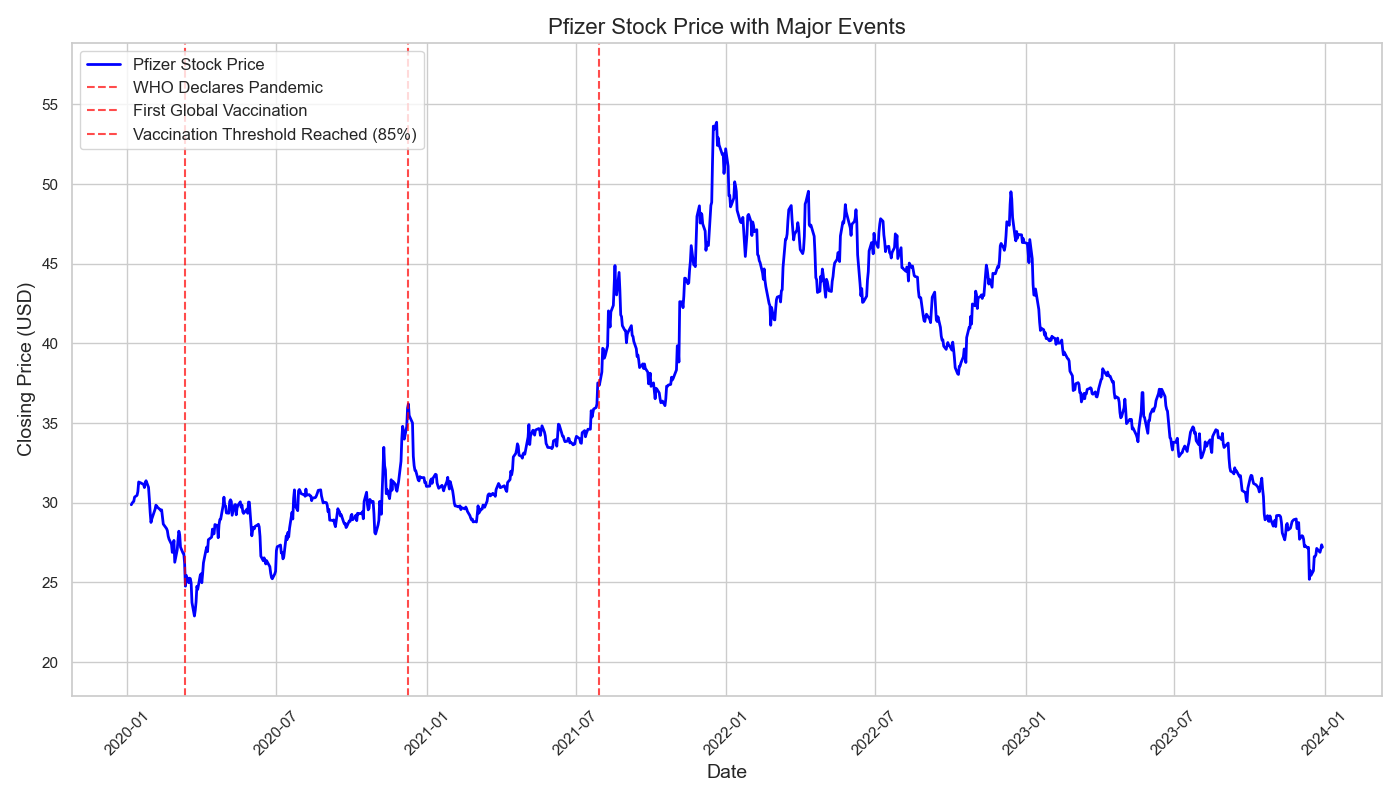 Pfizer Stock Price with Major Events
Pfizer Stock Price
WHO Declares Pandemic
First Global Vaccination
Vaccination Threshold Reached (85%)
Closing Price (USD)
55
50
45
40
35
30
25
20
2020-01
2020-07
2021-01
2021-07
2022-01
2022-07
2023-01
2023-07
2024-01
Date